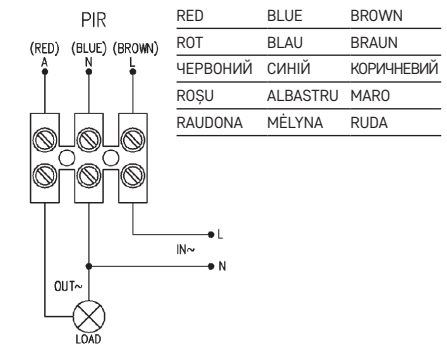 PIR
(RED) (BLUE) (BROWN)
A N L
L
IN~
N
OUT~
LOAD
RED BLUE BROWN
ROT BLAU BRAUN
ЧЕРВОНИЙ СИНІЙ КОРИЧНЕВИЙ
ROȘU ALBASTRU MARO
RAUDONA MĖLYNA RUDA